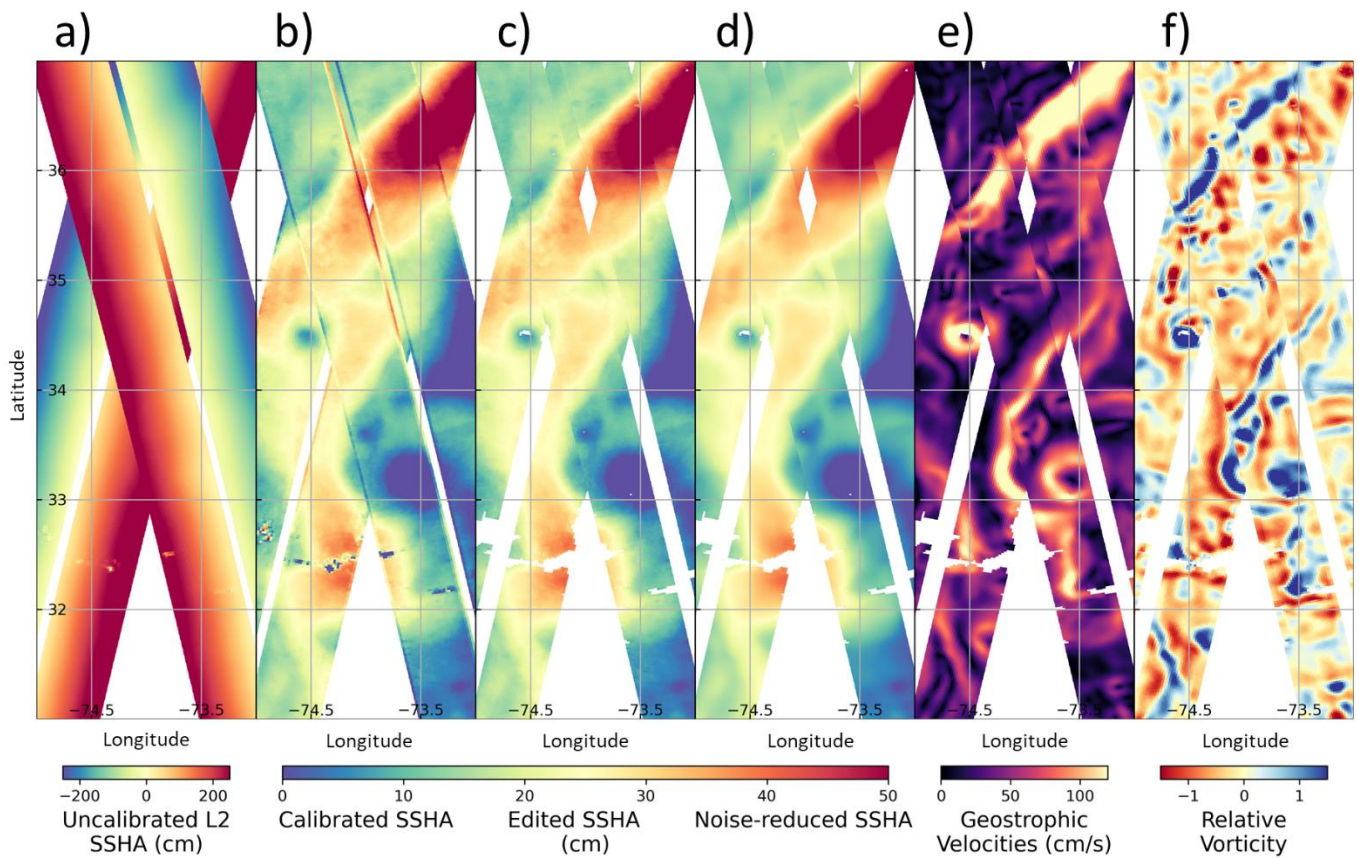 a) b) c) d) e) f)
36
35
34
33
32
Latitude
−74.5 −73.5 −74.5 −73.5 −74.5 −73.5 −74.5 −73.5 −74.5 −73.5 −74.5 −73.5
Longitude Longitude Longitude Longitude Longitude Longitude
−200 0 200 0 10 20 30 40 50 0 50 100 −1 0 1
Uncalibrated L2 Calibrated SSHA Edited SSHA Noise-reduced SSHA Geostrophic Relative
SSHA (cm) (cm) Velocities (cm/s) Vorticity